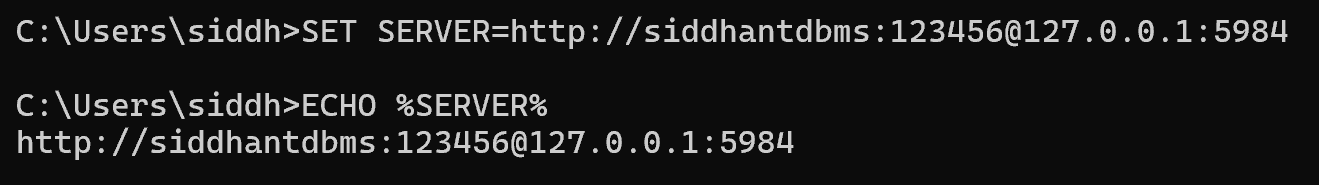 C:\Users\siddh>SET SERVER=http://siddhantdbms:123456@127.0.0.1:5984
C:\Users\siddh>ECHO %SERVER%
http://siddhantdbms:123456@127.0.0.1:5984